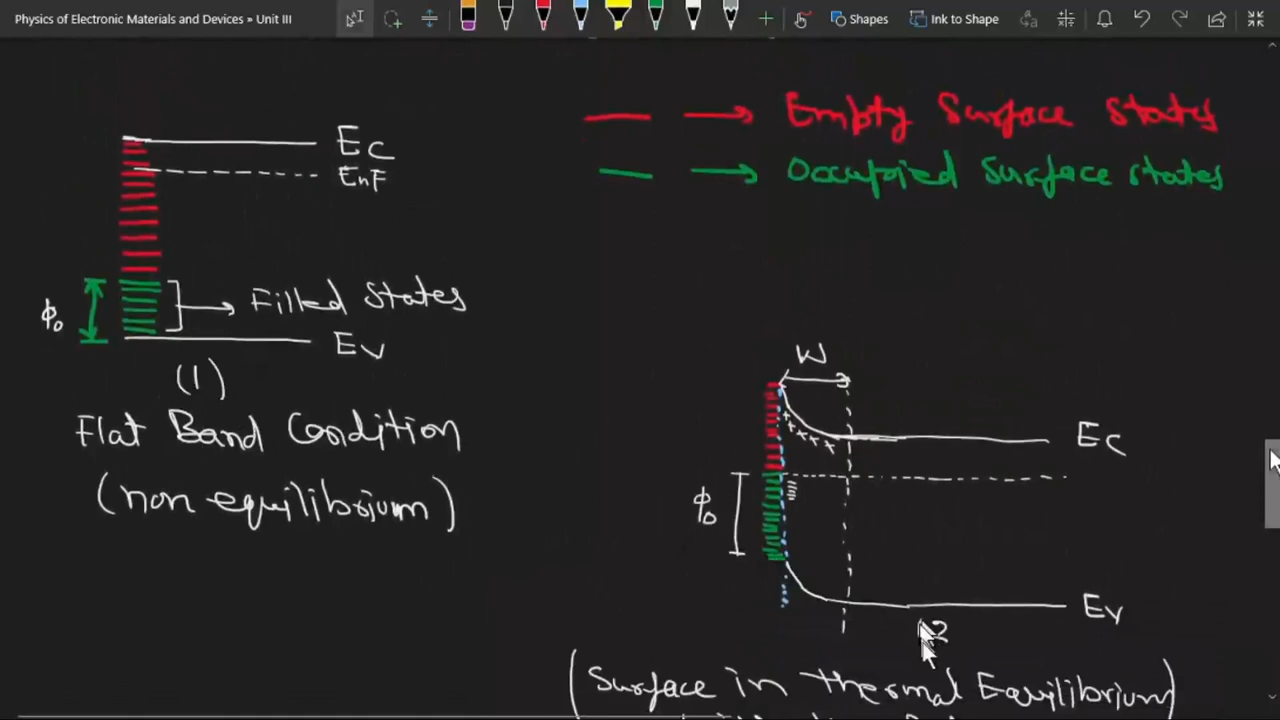 Physics of Electronic Materials and Devices » Unit III
Shapes
Ink to Shape
Empty Surface States
Occupied Surface states
Ec
EnF
ϕ₀
Filled States
Ev
(1)
Flat Band Condition
(non equilibrium)
W
Ec
ϕ₀
Ev
2
(Surface in thermal Equilibrium